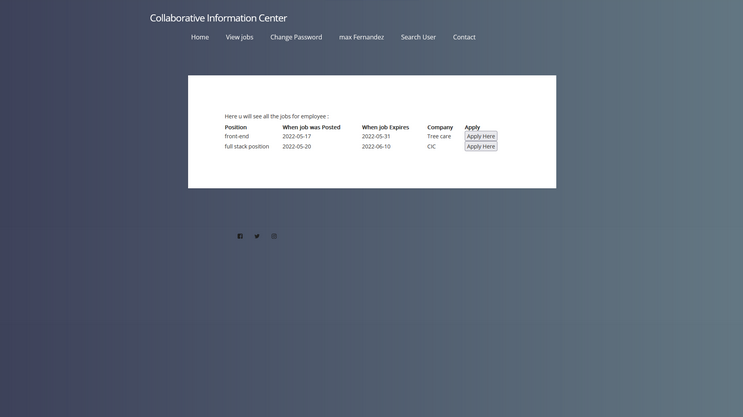 Collaborative Information Center
Home View jobs Change Password max Fernandez Search User Contact
Here u will see all the jobs for employee :
Position When job was Posted When job Expires Company Apply
front-end 2022-05-17 2022-05-31 Tree care Apply Here
full stack position 2022-05-20 2022-06-10 CIC Apply Here